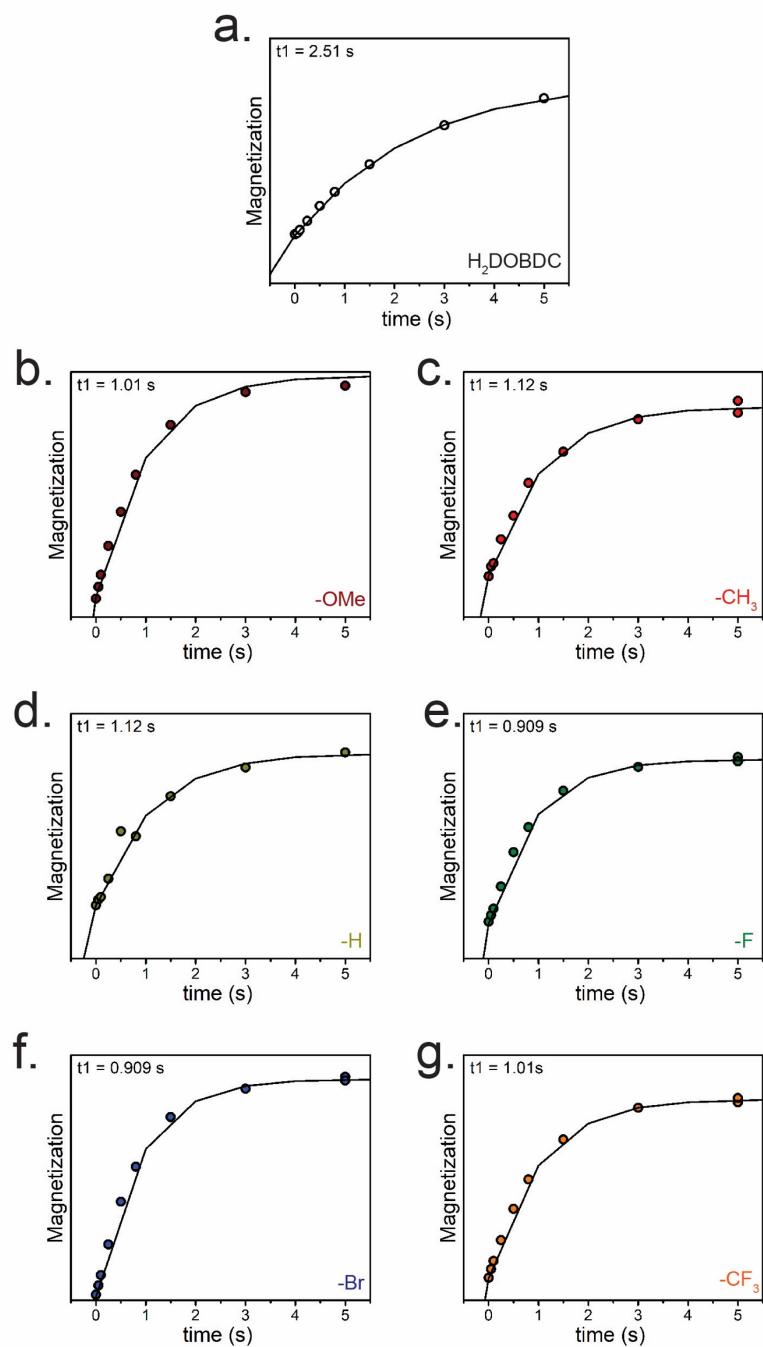 a.
t1 = 2.51 s
Magnetization
H₂DOBDC
0 1 2 3 4 5
time (s)
b.
t1 = 1.01 s
Magnetization
-OMe
0 1 2 3 4 5
time (s)
c.
t1 = 1.12 s
Magnetization
-CH₃
0 1 2 3 4 5
time (s)
d.
t1 = 1.12 s
Magnetization
-H
0 1 2 3 4 5
time (s)
e.
t1 = 0.909 s
Magnetization
-F
0 1 2 3 4 5
time (s)
f.
t1 = 0.909 s
Magnetization
-Br
0 1 2 3 4 5
time (s)
g.
t1 = 1.01s
Magnetization
-CF₃
0 1 2 3 4 5
time (s)